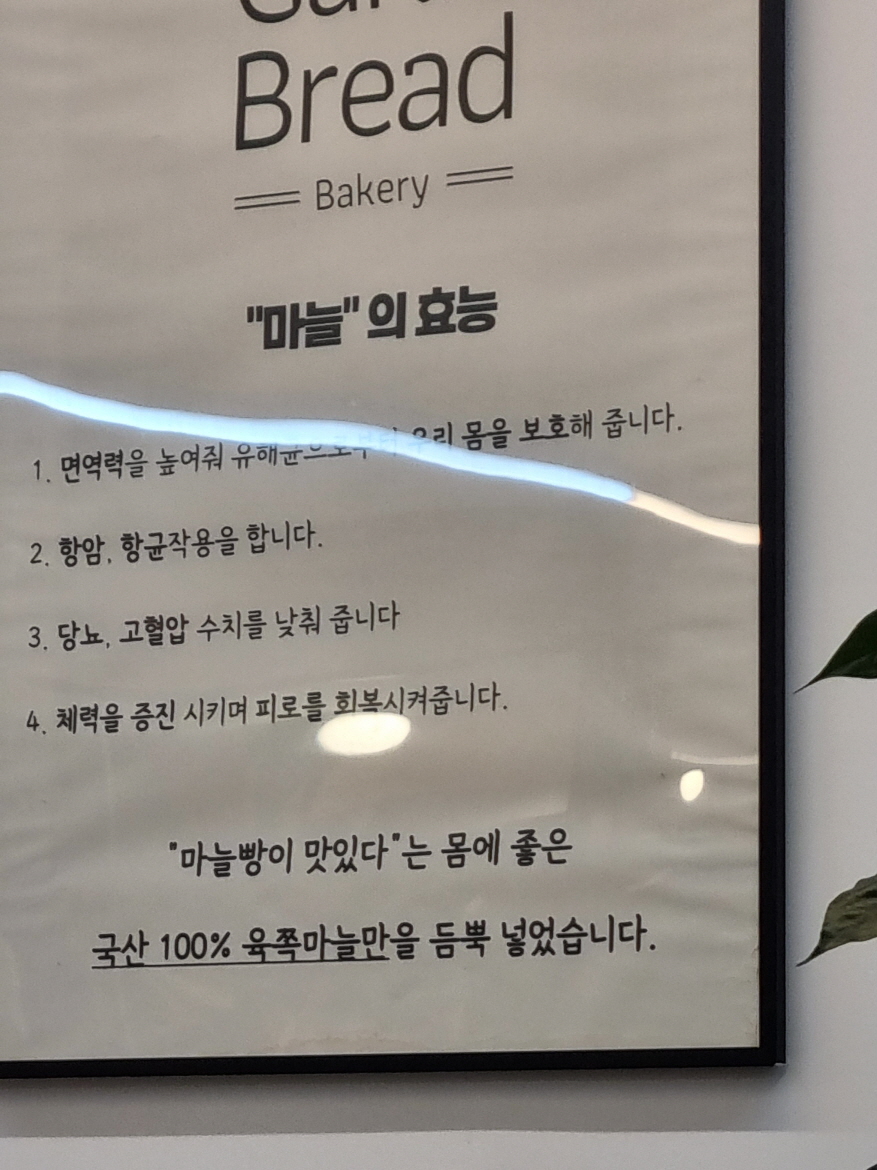 Bread
Bakery
"마늘"의 효능
1. 면역력을 높여줘 유해균으로부터 우리 몸을 보호해 줍니다.
2. 항암, 항균작용을 합니다.
3. 당뇨, 고혈압 수치를 낮춰 줍니다
4. 체력을 증진 시키며 피로를 회복시켜줍니다.
"마늘빵이 맛있다"는 몸에 좋은
국산 100% 육쪽마늘만을 듬뿍 넣었습니다.